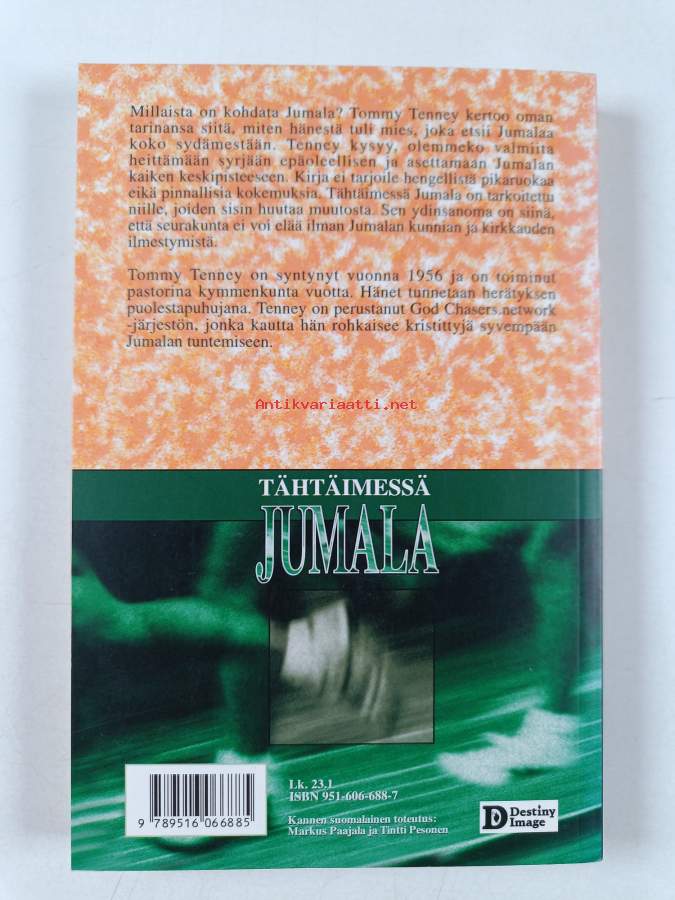 Millaista on kohdata Jumala? Tommy Tenney kertoo oman
tarinansa siitä, miten hänestä tuli mies, joka etsii Jumalaa
koko sydämestään. Tenney kysyy, olemmeko valmiita
heittämään syrjään epäoleellisen ja asettamaan Jumalan
kaiken keskipisteeseen. Kirja ei tarjoile hengellistä pikaruokaa
eikä pinnallisia kokemuksia. Tähtäimessä Jumala on tarkoitettu
niille, joiden sisin huutaa muutosta. Sen ydinsanoma on siinä,
että seurakunta ei voi elää ilman Jumalan kunnian ja kirkkauden
ilmestymistä.
Tommy Tenney on syntynyt vuonna 1956 ja on toiminut
pastorina kymmenkunta vuotta. Hänet tunnetaan herätyksen
puolestapuhujana. Tenney on perustanut God Chasers.network
-järjestön, jonka kautta hän rohkaisee kristittyjä syvempään
Jumalan tuntemiseen.
Antikvariaatti.net
TÄHTÄIMESSÄ
JUMALA
Lk. 23.1
ISBN 951-606-688-7
Kannen suomalainen toteutus:
Markus Paajala ja Tintti Pesonen
9 789516 066885
D Destiny
Image